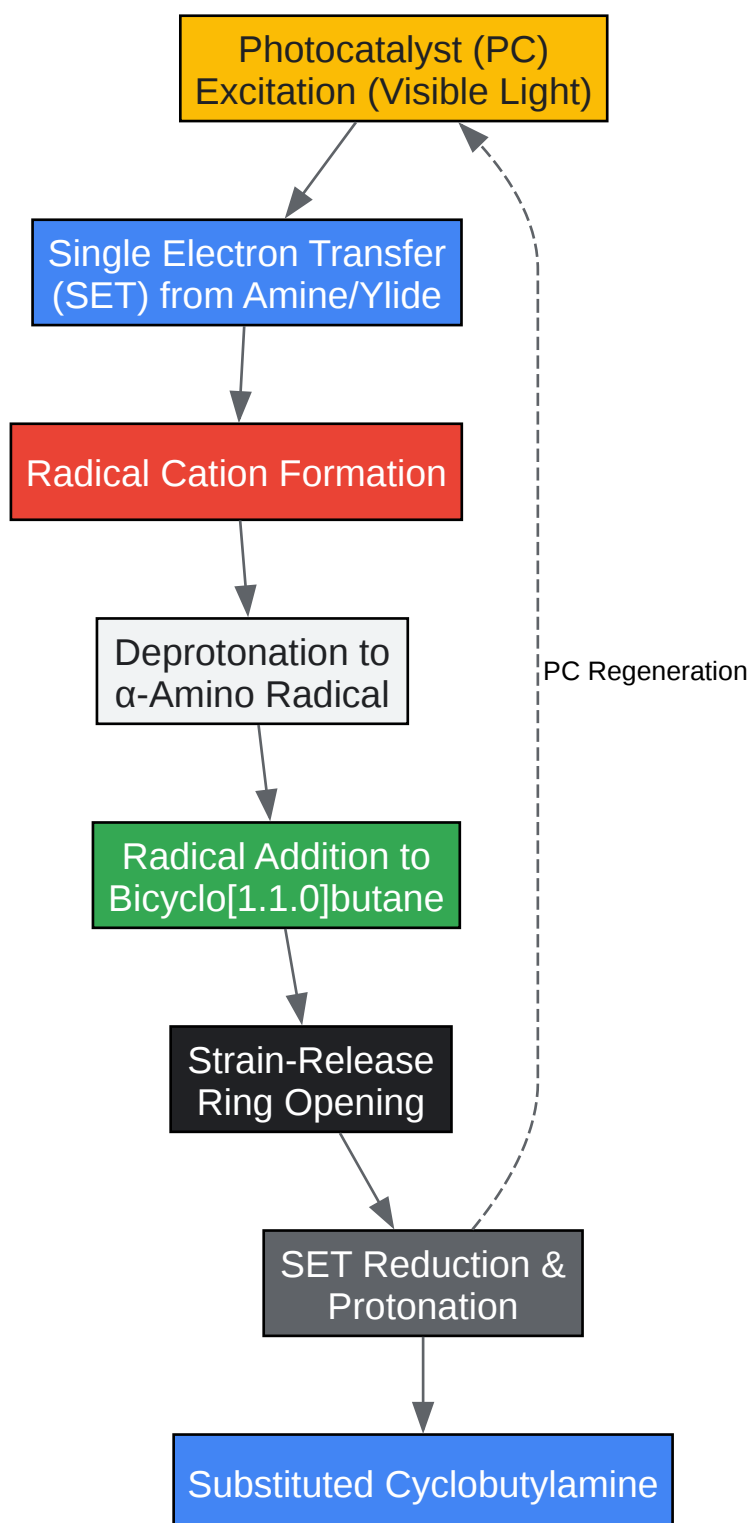 Photocatalyst (PC)
Excitation (Visible Light)
Single Electron Transfer
(SET) from Amine/Ylide
Radical Cation Formation
Deprotonation to
α-Amino Radical
PC Regeneration
Radical Addition to
Bicyclo[1.1.0]butane
Strain-Release
Ring Opening
SET Reduction &
Protonation
Substituted Cyclobutylamine